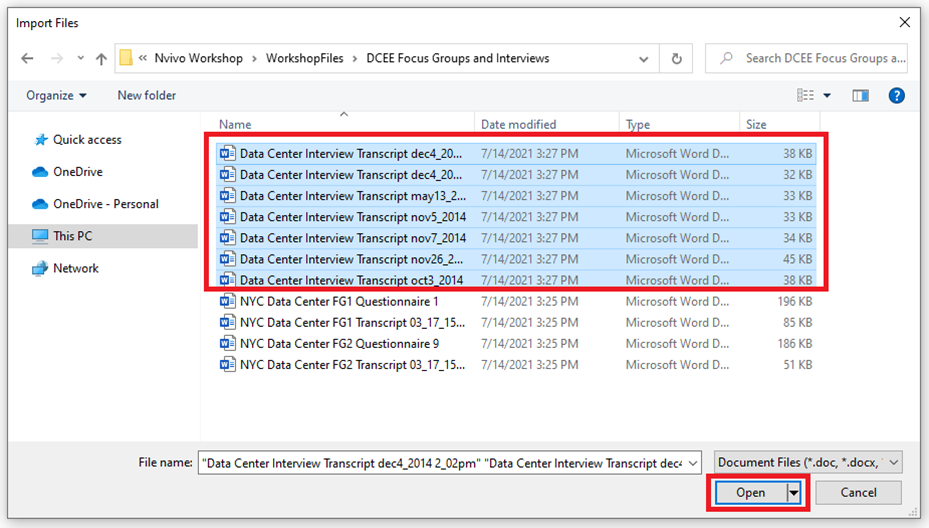 Import Files
« Nvivo Workshop > WorkshopFiles > DCEE Focus Groups and Interviews
Search DCEE Focus Groups a...
Organize
New folder
Quick access
OneDrive
OneDrive - Personal
This PC
Network
Name Date modified Type Size
Data Center Interview Transcript dec4_20... 7/14/2021 3:27 PM Microsoft Word D... 38 KB
Data Center Interview Transcript dec4_20... 7/14/2021 3:27 PM Microsoft Word D... 32 KB
Data Center Interview Transcript may13_2... 7/14/2021 3:27 PM Microsoft Word D... 33 KB
Data Center Interview Transcript nov5_2014 7/14/2021 3:27 PM Microsoft Word D... 33 KB
Data Center Interview Transcript nov7_2014 7/14/2021 3:27 PM Microsoft Word D... 34 KB
Data Center Interview Transcript nov26_2... 7/14/2021 3:27 PM Microsoft Word D... 45 KB
Data Center Interview Transcript oct3_2014 7/14/2021 3:27 PM Microsoft Word D... 38 KB
NYC Data Center FG1 Questionnaire 1 7/14/2021 3:25 PM Microsoft Word D... 196 KB
NYC Data Center FG1 Transcript 03_17_15... 7/14/2021 3:25 PM Microsoft Word D... 85 KB
NYC Data Center FG2 Questionnaire 9 7/14/2021 3:25 PM Microsoft Word D... 186 KB
NYC Data Center FG2 Transcript 03_17_15... 7/14/2021 3:25 PM Microsoft Word D... 51 KB
File name: "Data Center Interview Transcript dec4_2014 2_02pm" "Data Center Interview Transcript dec4
Document Files (*.doc, *.docx,
Open
Cancel